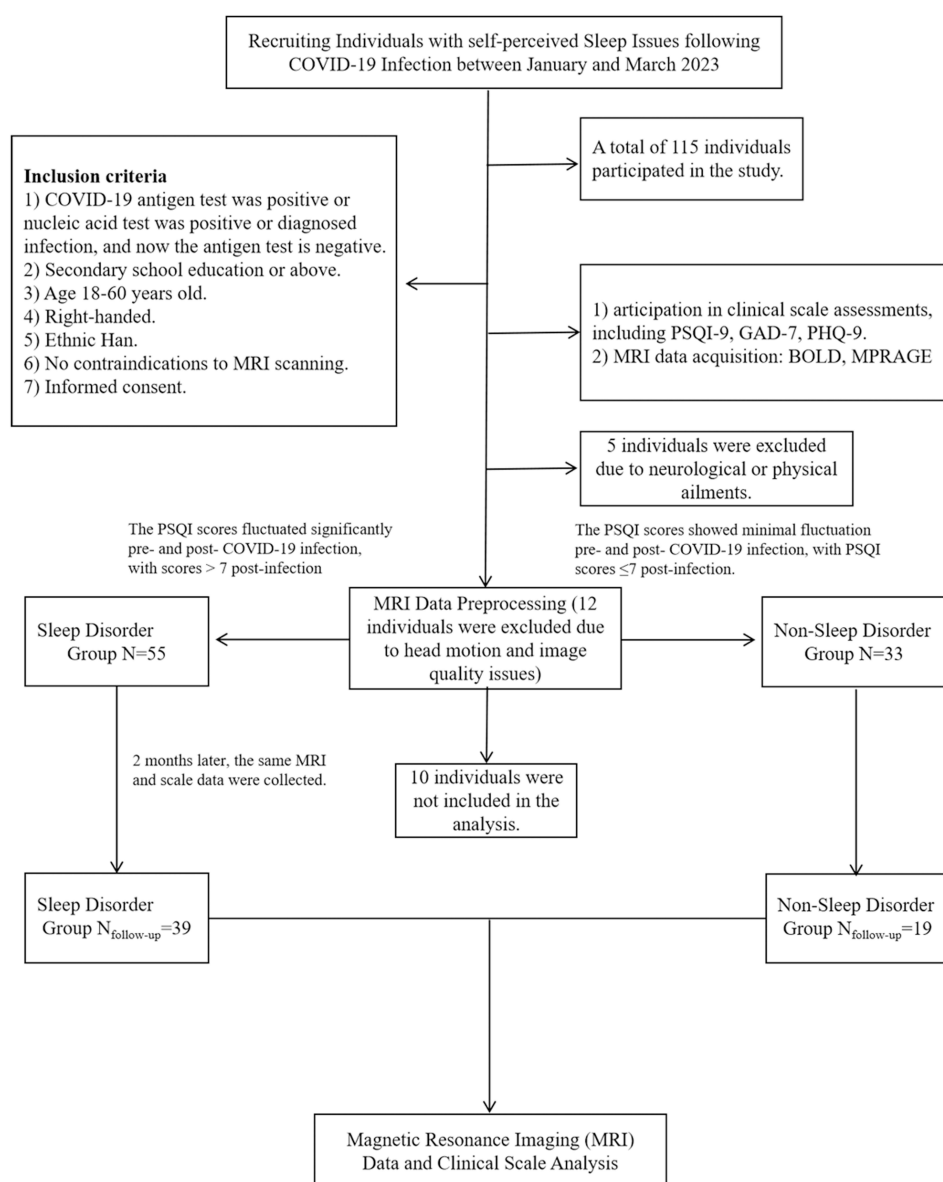 Recruiting Individuals with self-perceived Sleep Issues following
COVID-19 Infection between January and March 2023
A total of 115 individuals
participated in the study.
Inclusion criteria
1) COVID-19 antigen test was positive or
nucleic acid test was positive or diagnosed
infection, and now the antigen test is negative.
2) Secondary school education or above.
3) Age 18-60 years old.
4) Right-handed.
5) Ethnic Han.
6) No contraindications to MRI scanning.
7) Informed consent.
1) articipation in clinical scale assessments,
including PSQI-9, GAD-7, PHQ-9.
2) MRI data acquisition: BOLD, MPRAGE
5 individuals were excluded
due to neurological or physical
ailments.
The PSQI scores fluctuated significantly
pre- and post- COVID-19 infection,
with scores > 7 post-infection
The PSQI scores showed minimal fluctuation
pre- and post- COVID-19 infection, with PSQI
scores ≤7 post-infection.
MRI Data Preprocessing (12
individuals were excluded due
to head motion and image
quality issues)
Sleep Disorder
Group N=55
Non-Sleep Disorder
Group N=33
2 months later, the same MRI
and scale data were collected.
10 individuals were
not included in the
analysis.
Sleep Disorder
Group Nfollow-up=39
Non-Sleep Disorder
Group Nfollow-up=19
Magnetic Resonance Imaging (MRI)
Data and Clinical Scale Analysis